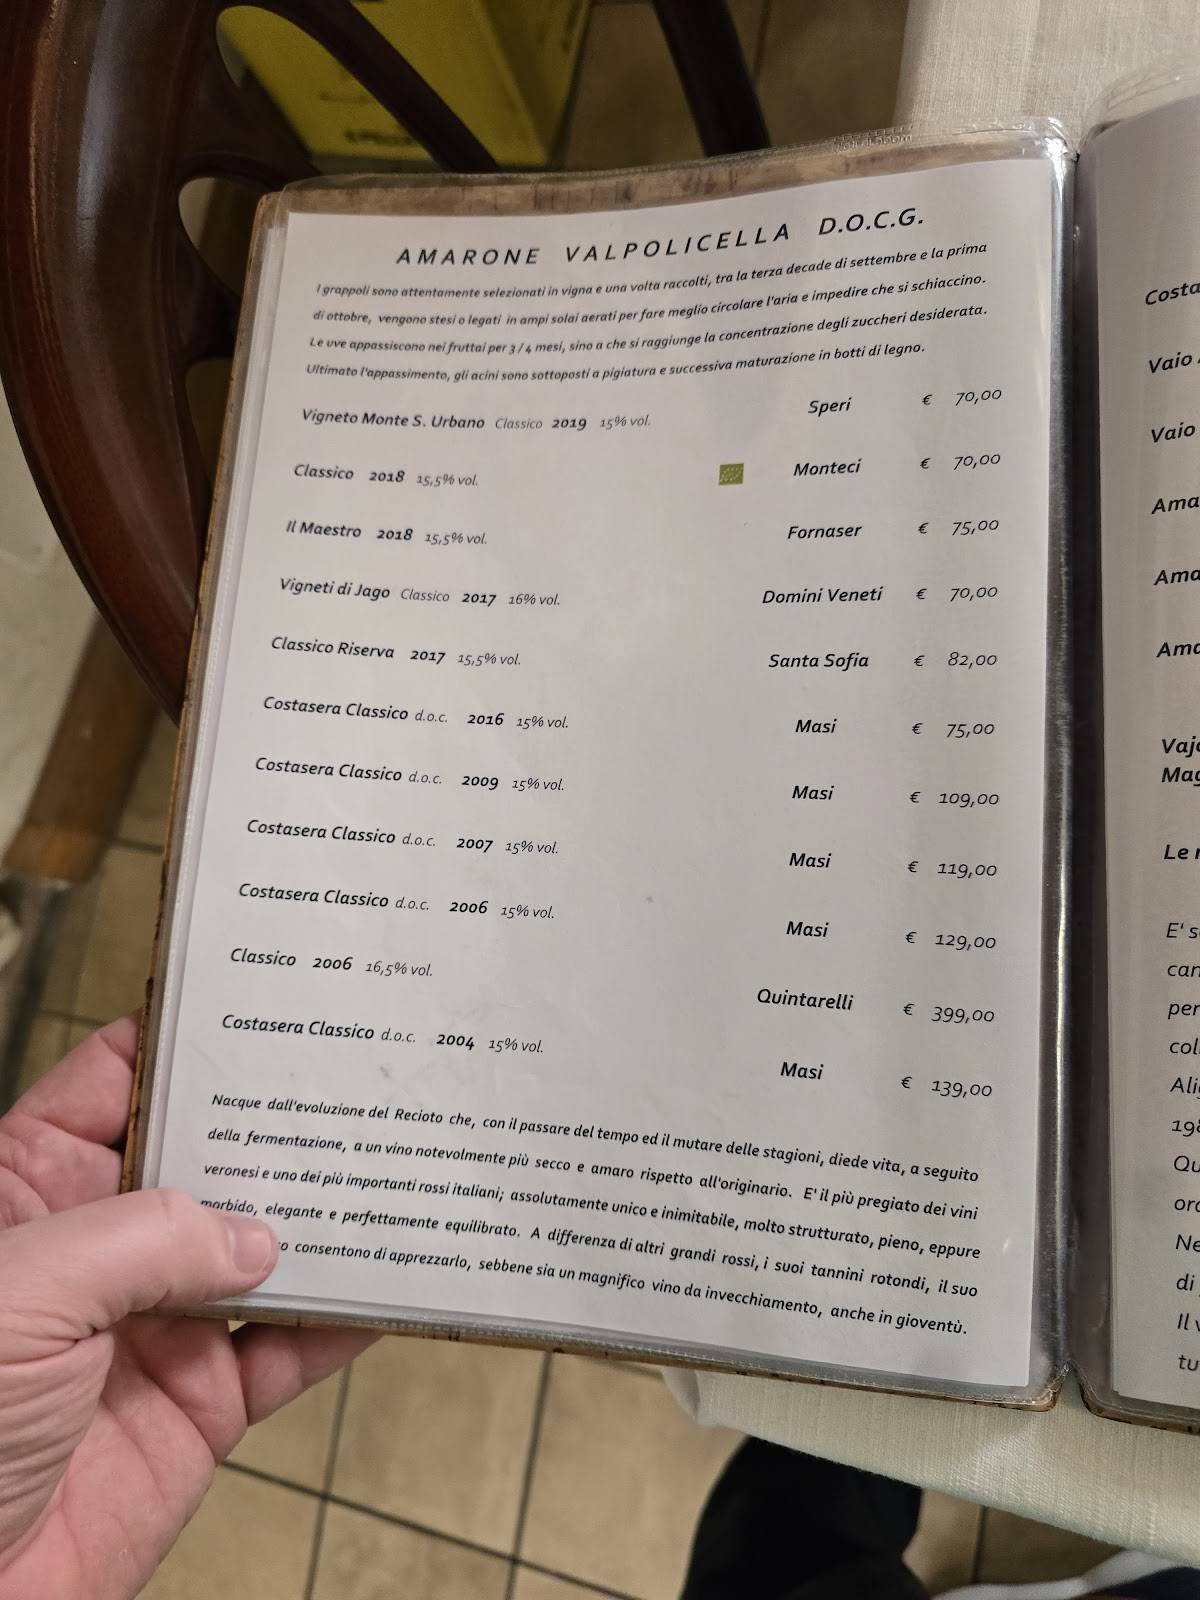 AMARONE VALPOLICELLA D.O.C.G.
I grappoli sono attentamente selezionati in vigna e una volta raccolti, tra la terza decade di settembre e la prima
di ottobre, vengono stesi o legati in ampi solai aerati per fare meglio circolare l'aria e impedire che si schiaccino.
Le uve appassiscono nei fruttai per 3 / 4 mesi, sino a che si raggiunge la concentrazione degli zuccheri desiderata.
Ultimato l'appassimento, gli acini sono sottoposti a pigiatura e successiva maturazione in botti di legno.
Vigneto Monte S. Urbano Classico 2019 15% vol. Speri € 70,00
Classico 2018 15,5% vol. Monteci € 70,00
Il Maestro 2018 15,5% vol. Fornaser € 75,00
Vigneti di Jago Classico 2017 16% vol. Domini Veneti € 70,00
Classico Riserva 2017 15,5% vol. Santa Sofia € 82,00
Costasera Classico d.o.c. 2016 15% vol. Masi € 75,00
Costasera Classico d.o.c. 2009 15% vol. Masi € 109,00
Costasera Classico d.o.c. 2007 15% vol. Masi € 119,00
Costasera Classico d.o.c. 2006 15% vol. Masi € 129,00
Classico 2006 16,5% vol. Quintarelli € 399,00
Costasera Classico d.o.c. 2004 15% vol. Masi € 139,00
Nacque dall'evoluzione del Recioto che, con il passare del tempo ed il mutare delle stagioni, diede vita, a seguito
della fermentazione, a un vino notevolmente più secco e amaro rispetto all'originario. E' il più pregiato dei vini
veronesi e uno dei più importanti rossi italiani; assolutamente unico e inimitabile, molto strutturato, pieno, eppure
morbido, elegante e perfettamente equilibrato. A differenza di altri grandi rossi, i suoi tannini rotondi, il suo
consentono di apprezzarlo, sebbene sia un magnifico vino da invecchiamento, anche in gioventù.
Costa
Vaio
Vaio
Ama
Ama
Ama
Vajo
Mag
Le
E' s
can
per
col
Ali
198
Qu
oro
Ne
di
Il v
tu